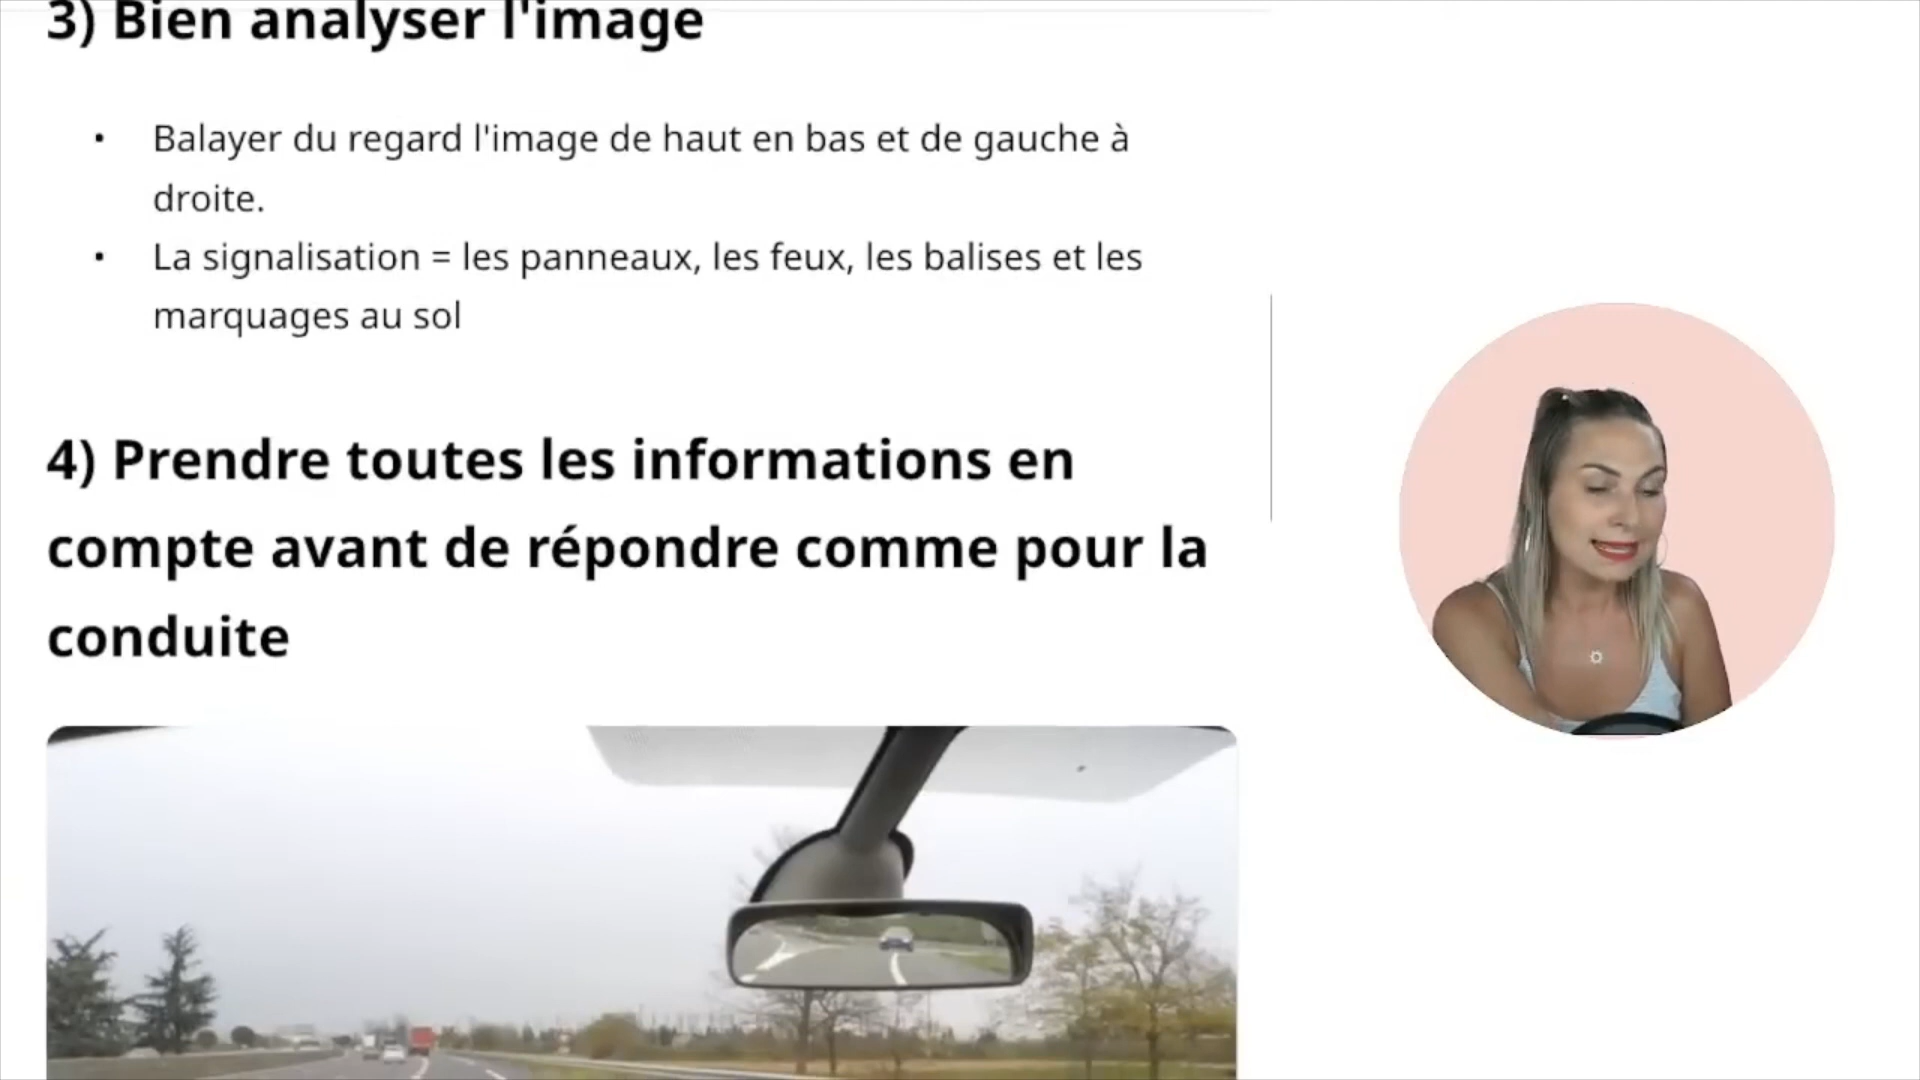 3) Bien analyser l'image
• Balayer du regard l'image de haut en bas et de gauche à
droite.
• La signalisation = les panneaux, les feux, les balises et les
marquages au sol
4) Prendre toutes les informations en
compte avant de répondre comme pour la
conduite